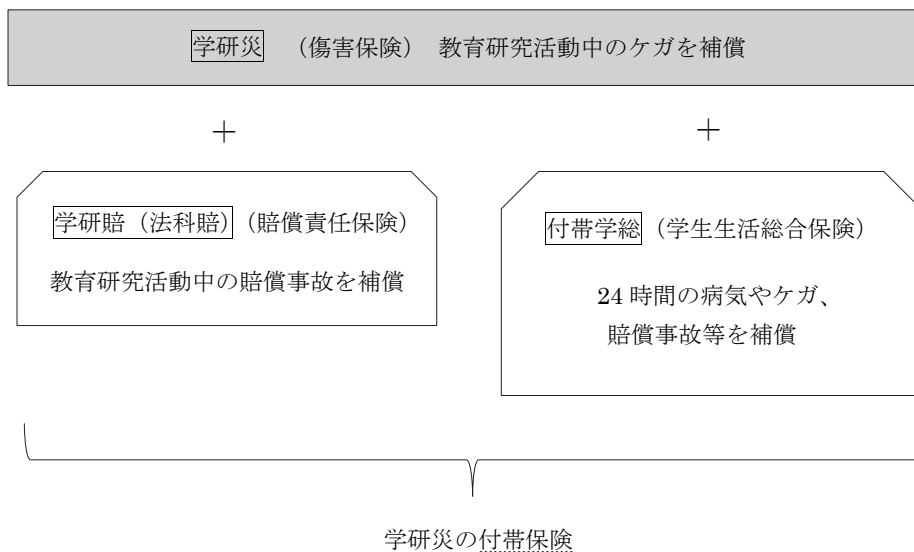 学研災 （傷害保険） 教育研究活動中のケガを補償
＋
＋
学研賠（法科賠）（賠償責任保険）
教育研究活動中の賠償事故を補償
付帯学総（学生生活総合保険）
24 時間の病気やケガ、
賠償事故等を補償
学研災の付帯保険